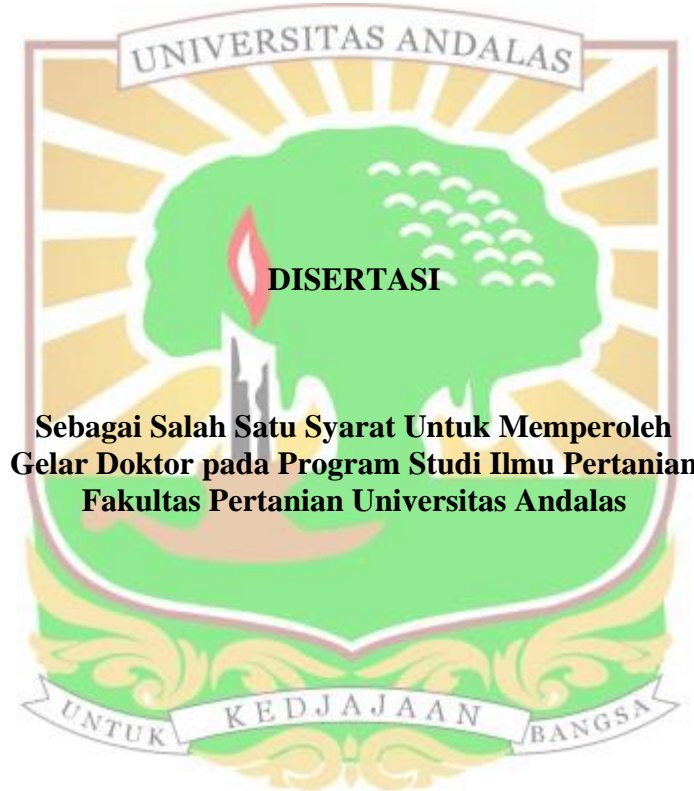 UNIVERSITAS ANDALAS
DISERTASI
Sebagai Salah Satu Syarat Untuk Memperoleh
Gelar Doktor pada Program Studi Ilmu Pertanian
Fakultas Pertanian Universitas Andalas
UNTUK KEDJAJAAN BANGSA